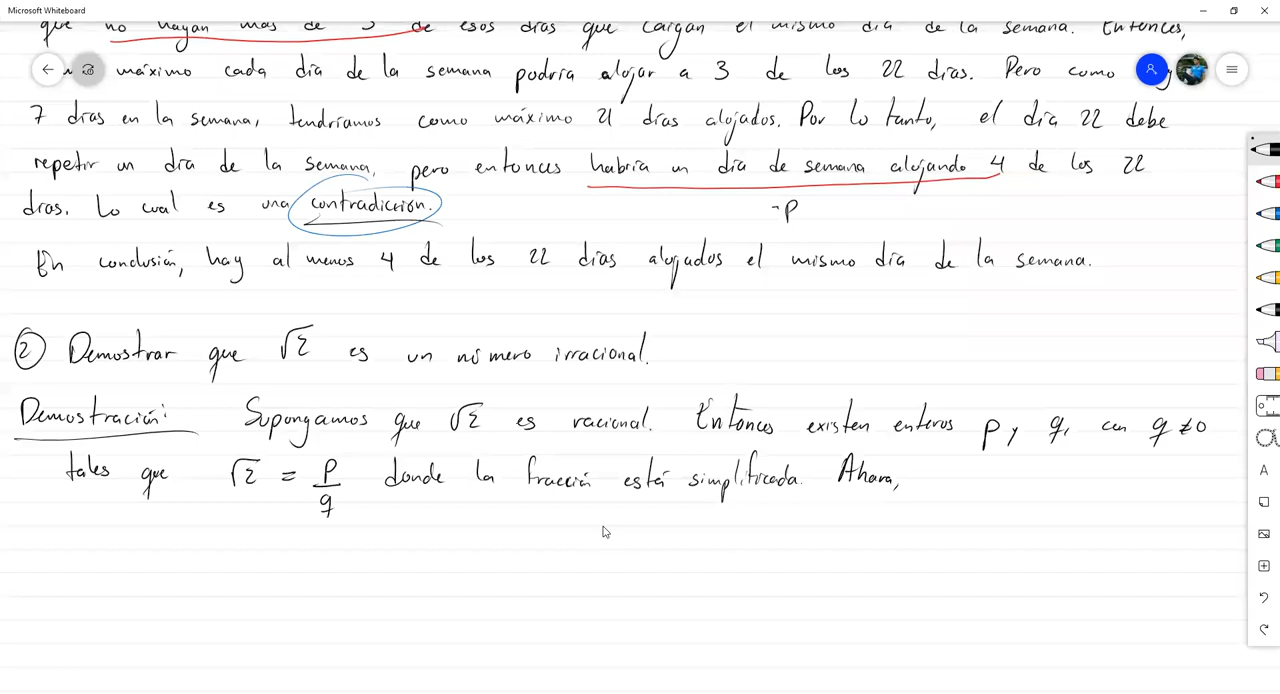 Microsoft Whiteboard
que no hayan más de 3 de esos días que caigan el mismo día de la semana. Entonces,
máximo cada día de la semana podría alojar a 3 de los 22 días. Pero como
7 días en la semana, tendríamos como máximo 21 días alojados. Por lo tanto, el día 22 debe
repetir un día de la semana, pero entonces habría un día de semana alojando 4 de los 22
días. Lo cual es una contradicción.
¬P
En conclusión, hay al menos 4 de los 22 días alojados el mismo día de la semana.
② Demostrar que √2 es un número irracional.
Demostración: Supongamos que √2 es racional. Entonces existen enteros p y q, con q ≠ 0
tales que √2 = p/q donde la fracción está simplificada. Ahora,
A